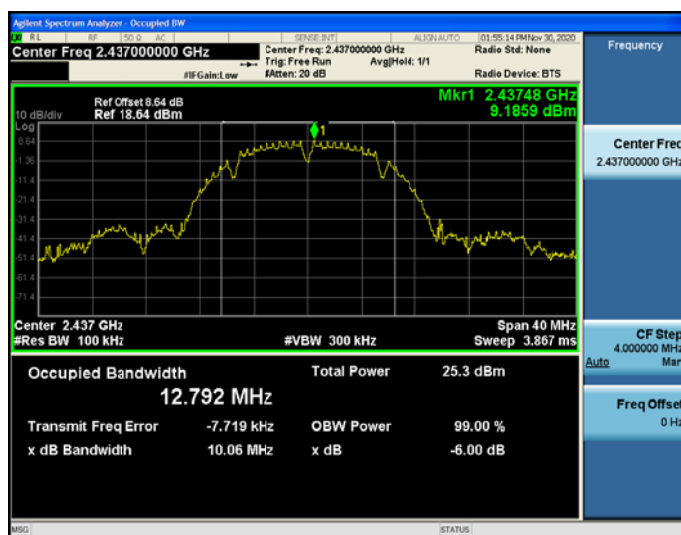 Agilent Spectrum Analyzer - Occupied BW
RL RF 50 Ω AC SENSE:INT ALIGN AUTO 01:55:14 PM Nov 30, 2020
Center Freq 2.437000000 GHz
Center Freq: 2.437000000 GHz
Radio Std: None
Trig: Free Run Avg|Hold: 1/1
#IFGain:Low #Atten: 20 dB Radio Device: BTS
Frequency
Ref Offset 8.64 dB
10 dB/div Ref 18.64 dBm
Mkr1 2.43748 GHz
9.1859 dBm
Log
1
8.64
-1.36
-11.4
-21.4
-31.4
-41.4
-51.4
-61.4
-71.4
Center 2.437 GHz Span 40 MHz
#Res BW 100 kHz #VBW 300 kHz Sweep 3.867 ms
Occupied Bandwidth Total Power 25.3 dBm
12.792 MHz
Transmit Freq Error -7.719 kHz OBW Power 99.00 %
x dB Bandwidth 10.06 MHz x dB -6.00 dB
Center Freq
2.437000000 GHz
CF Step
4.000000 MHz
Auto Man
Freq Offset
0 Hz
MSG STATUS